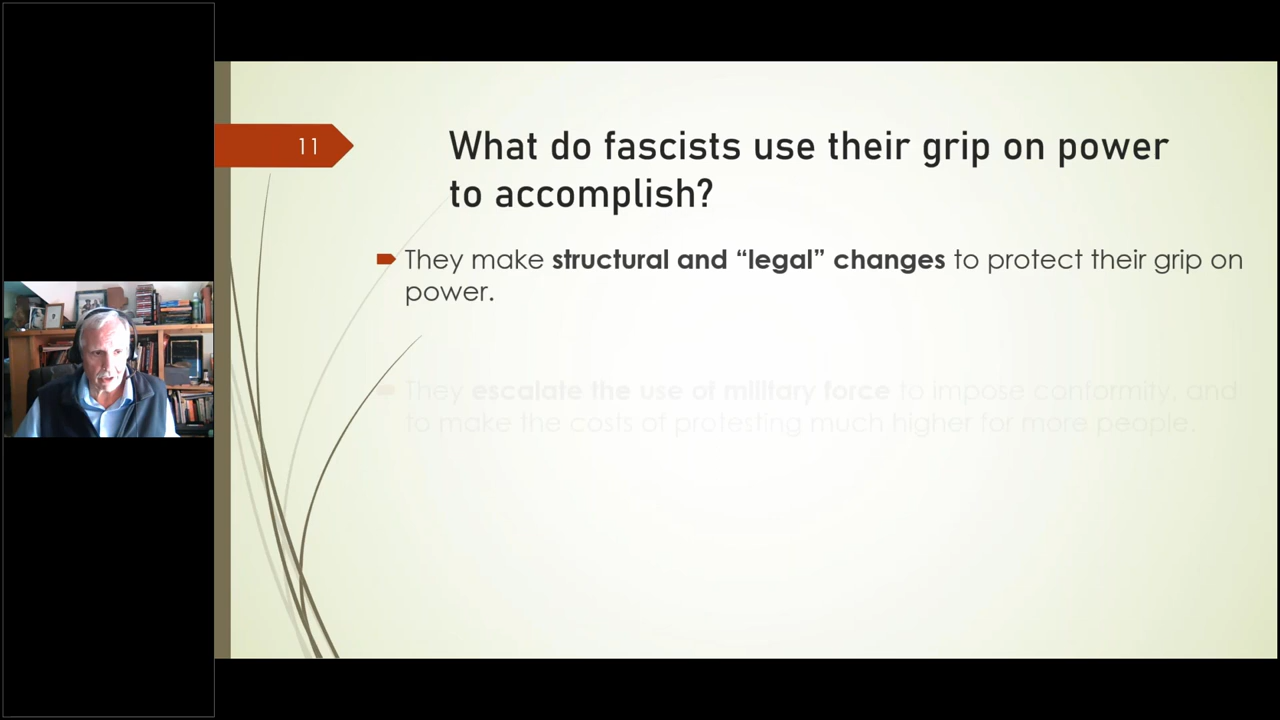 11
What do fascists use their grip on power
to accomplish?
They make structural and “legal” changes to protect their grip on
power.
They escalate the use of military force to impose conformity, and
to make the costs of protesting much higher for more people.